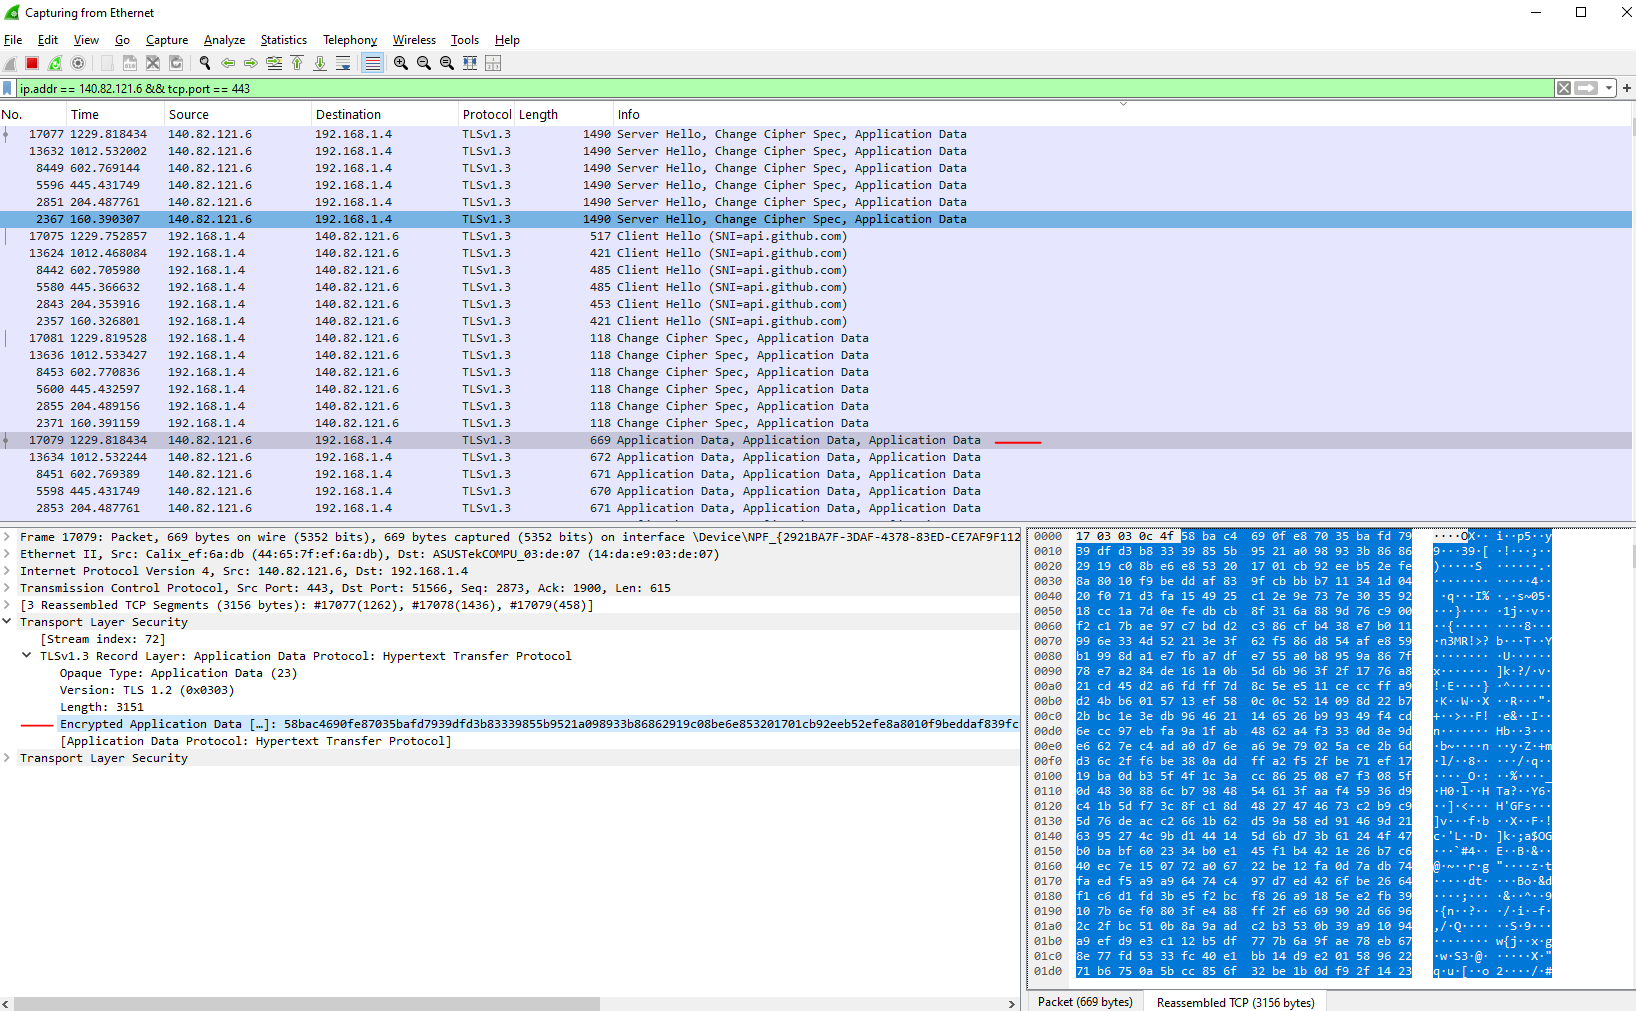 Capturing from Ethernet
File Edit View Go Capture Analyze Statistics Telephony Wireless Tools Help
ip.addr == 140.82.121.6 && tcp.port == 443
No. Time Source Destination Protocol Length Info
17077 1229.818434 140.82.121.6 192.168.1.4 TLSv1.3 1490 Server Hello, Change Cipher Spec, Application Data
13632 1012.532002 140.82.121.6 192.168.1.4 TLSv1.3 1490 Server Hello, Change Cipher Spec, Application Data
8449 602.769144 140.82.121.6 192.168.1.4 TLSv1.3 1490 Server Hello, Change Cipher Spec, Application Data
5596 445.431749 140.82.121.6 192.168.1.4 TLSv1.3 1490 Server Hello, Change Cipher Spec, Application Data
2851 204.487761 140.82.121.6 192.168.1.4 TLSv1.3 1490 Server Hello, Change Cipher Spec, Application Data
2367 160.390307 140.82.121.6 192.168.1.4 TLSv1.3 1490 Server Hello, Change Cipher Spec, Application Data
17075 1229.752857 192.168.1.4 140.82.121.6 TLSv1.3 517 Client Hello (SNI=api.github.com)
13624 1012.468084 192.168.1.4 140.82.121.6 TLSv1.3 421 Client Hello (SNI=api.github.com)
8442 602.705980 192.168.1.4 140.82.121.6 TLSv1.3 485 Client Hello (SNI=api.github.com)
5580 445.366632 192.168.1.4 140.82.121.6 TLSv1.3 485 Client Hello (SNI=api.github.com)
2843 204.353916 192.168.1.4 140.82.121.6 TLSv1.3 453 Client Hello (SNI=api.github.com)
2357 160.326801 192.168.1.4 140.82.121.6 TLSv1.3 421 Client Hello (SNI=api.github.com)
17081 1229.819528 192.168.1.4 140.82.121.6 TLSv1.3 118 Change Cipher Spec, Application Data
13636 1012.533427 192.168.1.4 140.82.121.6 TLSv1.3 118 Change Cipher Spec, Application Data
8453 602.770836 192.168.1.4 140.82.121.6 TLSv1.3 118 Change Cipher Spec, Application Data
5600 445.432597 192.168.1.4 140.82.121.6 TLSv1.3 118 Change Cipher Spec, Application Data
2855 204.489156 192.168.1.4 140.82.121.6 TLSv1.3 118 Change Cipher Spec, Application Data
2371 160.391159 192.168.1.4 140.82.121.6 TLSv1.3 118 Change Cipher Spec, Application Data
17079 1229.818434 140.82.121.6 192.168.1.4 TLSv1.3 669 Application Data, Application Data, Application Data
13634 1012.532244 140.82.121.6 192.168.1.4 TLSv1.3 672 Application Data, Application Data, Application Data
8451 602.769389 140.82.121.6 192.168.1.4 TLSv1.3 671 Application Data, Application Data, Application Data
5598 445.431749 140.82.121.6 192.168.1.4 TLSv1.3 670 Application Data, Application Data, Application Data
2853 204.487761 140.82.121.6 192.168.1.4 TLSv1.3 671 Application Data, Application Data, Application Data
Frame 17079: Packet, 669 bytes on wire (5352 bits), 669 bytes captured (5352 bits) on interface \Device\NPF_{2921BA7F-3DAF-4378-83ED-CE7AF9F112
Ethernet II, Src: Calix_ef:6a:db (44:65:7f:ef:6a:db), Dst: ASUSTekCOMPU_03:de:07 (14:da:e9:03:de:07)
Internet Protocol Version 4, Src: 140.82.121.6, Dst: 192.168.1.4
Transmission Control Protocol, Src Port: 443, Dst Port: 51566, Seq: 2873, Ack: 1900, Len: 615
[3 Reassembled TCP Segments (3156 bytes): #17077(1262), #17078(1436), #17079(458)]
Transport Layer Security
[Stream index: 72]
TLSv1.3 Record Layer: Application Data Protocol: Hypertext Transfer Protocol
Opaque Type: Application Data (23)
Version: TLS 1.2 (0x0303)
Length: 3151
Encrypted Application Data […]: 58bac4690fe87035bafd7939dfd3b83339855b9521a098933b86862919c08be6e853201701cb92eeb52efe8a8010f9beddaf839fc
[Application Data Protocol: Hypertext Transfer Protocol]
Transport Layer Security
0000 17 03 03 0c 4f 58 ba c4 69 0f e8 70 35 ba fd 79
0010 39 df d3 b8 33 39 85 5b 95 21 a0 98 93 3b 86 86
0020 29 19 c0 8b e6 e8 53 20 17 01 cb 92 ee b5 2e fe
0030 8a 80 10 f9 be dd af 83 9f cb bb b7 11 34 1d 04
0040 20 f0 71 d3 fa 15 49 25 c1 2e 9e 73 7e 30 35 92
0050 18 cc 1a 7d 0e fe db cb 8f 31 6a 88 9d 76 c9 00
0060 f2 c1 7b ae 97 c7 bd d2 c3 86 cf b4 38 e7 b0 11
0070 99 6e 33 4d 52 21 3e 3f 62 f5 86 d8 54 af e8 59
0080 b1 99 8d a1 e7 fb a7 df e7 55 a0 b8 95 9a 86 7f
0090 78 e7 a2 84 de 16 1a 0b 5d 6b 96 3f 2f 17 76 a8
00a0 21 cd 45 d2 a6 fd ff 7d 8c 5e e5 11 ce cc ff a9
00b0 d2 4b b6 01 57 13 ef 58 0c 0c 52 14 09 8d 22 b7
00c0 2b bc 1e 3e db 96 46 21 14 65 26 b9 93 49 f4 cd
00d0 6e cc 97 eb fa 9a 1f ab 48 62 a4 f3 33 0d 8e 9d
00e0 e6 62 7e c4 ad a0 d7 6e a6 9e 79 02 5a ce 2b 6d
00f0 d3 6c 2f f6 be 38 0a dd ff a2 f5 2f be 71 ef 17
0100 19 ba 0d b3 5f 4f 1c 3a cc 86 25 08 e7 f3 08 5f
0110 0d 48 30 88 6c b7 98 48 54 61 3f aa f4 59 36 d9
0120 c4 1b 5d f7 3c 8f c1 8d 48 27 47 46 73 c2 b9 c9
0130 5d 76 de ac c2 66 1b 62 d5 9a 58 ed 91 46 9d 21
0140 63 95 27 4c 9b d1 44 14 5d 6b d7 3b 61 24 4f 47
0150 b0 ba bf 60 23 34 b0 e1 45 f1 b4 42 1e 26 b7 c6
0160 40 ec 7e 15 07 72 a0 67 22 be 12 fa 0d 7a db 74
0170 fa ed f5 a9 a9 64 74 c4 97 d7 ed 42 6f be 26 64
0180 f1 c6 d1 fd 3b e5 f2 bc f8 26 a9 18 5e e2 fb 39
0190 10 7b 6e f0 80 3f e4 88 ff 2f e6 69 90 2d 66 96
01a0 2c 2f bc 51 0b 8a 9a ad c2 b3 53 0b 39 a9 10 94
01b0 a9 ef d9 e3 c1 12 b5 df 77 7b 6a 9f ae 78 eb 67
01c0 8e 77 fd 53 33 fc 40 e1 bb 14 d9 e2 01 58 96 22
01d0 71 b6 75 0a 5b cc 85 6f 32 be 1b 0d f9 2f 14 23
Packet (669 bytes) Reassembled TCP (3156 bytes)